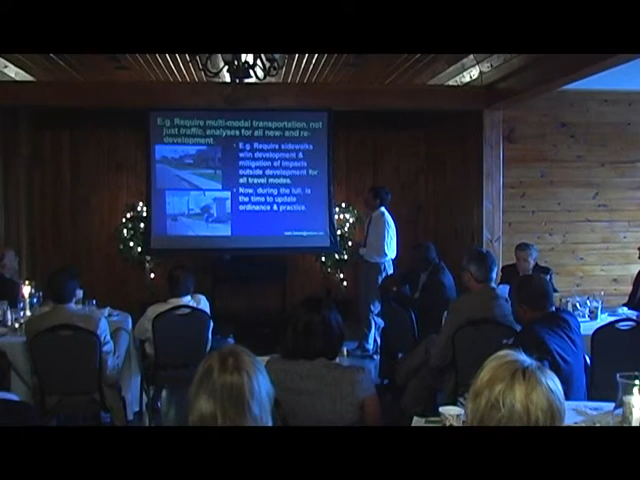 E.g. Require multi-modal transportation, not
just traffic, analyses for all new- and re-
development.
• E.g. Require sidewalks
w/in development &
mitigation of impacts
outside development for
all travel modes.
• Now, during the lull, is
the time to update
ordinance & practice.